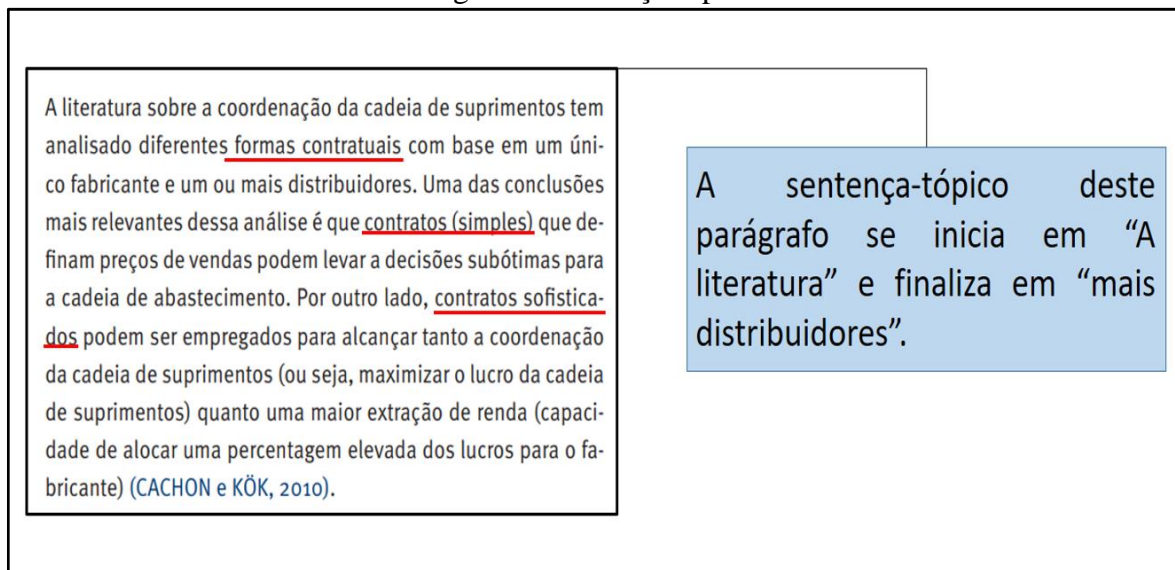 A literatura sobre a coordenação da cadeia de suprimentos tem
analisado diferentes formas contratuais com base em um úni-
co fabricante e um ou mais distribuidores. Uma das conclusões
mais relevantes dessa análise é que contratos (simples) que de-
finam preços de vendas podem levar a decisões subótimas para
a cadeia de abastecimento. Por outro lado, contratos sofistica-
dos podem ser empregados para alcançar tanto a coordenação
da cadeia de suprimentos (ou seja, maximizar o lucro da cadeia
de suprimentos) quanto uma maior extração de renda (capaci-
dade de alocar uma percentagem elevada dos lucros para o fa-
bricante) (CACHON e KÖK, 2010).
A sentença-tópico deste
parágrafo se inicia em “A
literatura” e finaliza em “mais
distribuidores”.